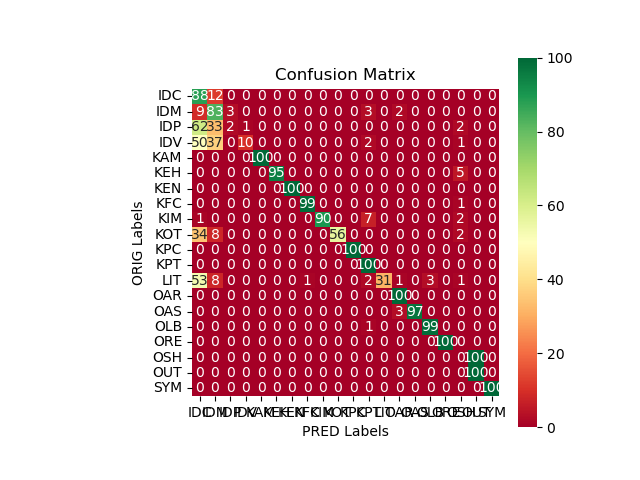 Confusion Matrix
100
80
60
40
20
0
ORIG Labels
IDC 88 12 0 0 0 0 0 0 0 0 0 0 0 0 0 0 0 0 0 0
IDM 9 83 3 0 0 0 0 0 0 0 0 3 0 2 0 0 0 0 0 0
IDP 62 33 2 1 0 0 0 0 0 0 0 0 0 0 0 0 0 2 0 0
IDV 50 37 0 10 0 0 0 0 0 0 0 2 0 0 0 0 0 1 0 0
KAM 0 0 0 0 100 0 0 0 0 0 0 0 0 0 0 0 0 0 0 0
KEH 0 0 0 0 0 95 0 0 0 0 0 0 0 0 0 0 0 5 0 0
KEN 0 0 0 0 0 0 100 0 0 0 0 0 0 0 0 0 0 0 0 0
KFC 0 0 0 0 0 0 0 99 0 0 0 0 0 0 0 0 0 1 0 0
KIM 1 0 0 0 0 0 0 0 90 0 0 7 0 0 0 0 0 2 0 0
KOT 34 8 0 0 0 0 0 0 0 56 0 0 0 0 0 0 0 2 0 0
KPC 0 0 0 0 0 0 0 0 0 0 100 0 0 0 0 0 0 0 0 0
KPT 0 0 0 0 0 0 0 0 0 0 0 100 0 0 0 0 0 0 0 0
LIT 53 8 0 0 0 0 0 1 0 0 0 2 31 1 0 3 0 1 0 0
OAR 0 0 0 0 0 0 0 0 0 0 0 0 0 100 0 0 0 0 0 0
OAS 0 0 0 0 0 0 0 0 0 0 0 0 0 3 97 0 0 0 0 0
OLB 0 0 0 0 0 0 0 0 0 0 0 1 0 0 0 99 0 0 0 0
ORE 0 0 0 0 0 0 0 0 0 0 0 0 0 0 0 0 100 0 0 0
OSH 0 0 0 0 0 0 0 0 0 0 0 0 0 0 0 0 0 0 100 0
OUT 0 0 0 0 0 0 0 0 0 0 0 0 0 0 0 0 0 0 100 0
SYM 0 0 0 0 0 0 0 0 0 0 0 0 0 0 0 0 0 0 0 100
IDC IDM IDP IDV KAM KEH KEN KFC KIM KOT KPC KPT LIT OAR OAS OLB ORE OSH OUT SYM
PRED Labels